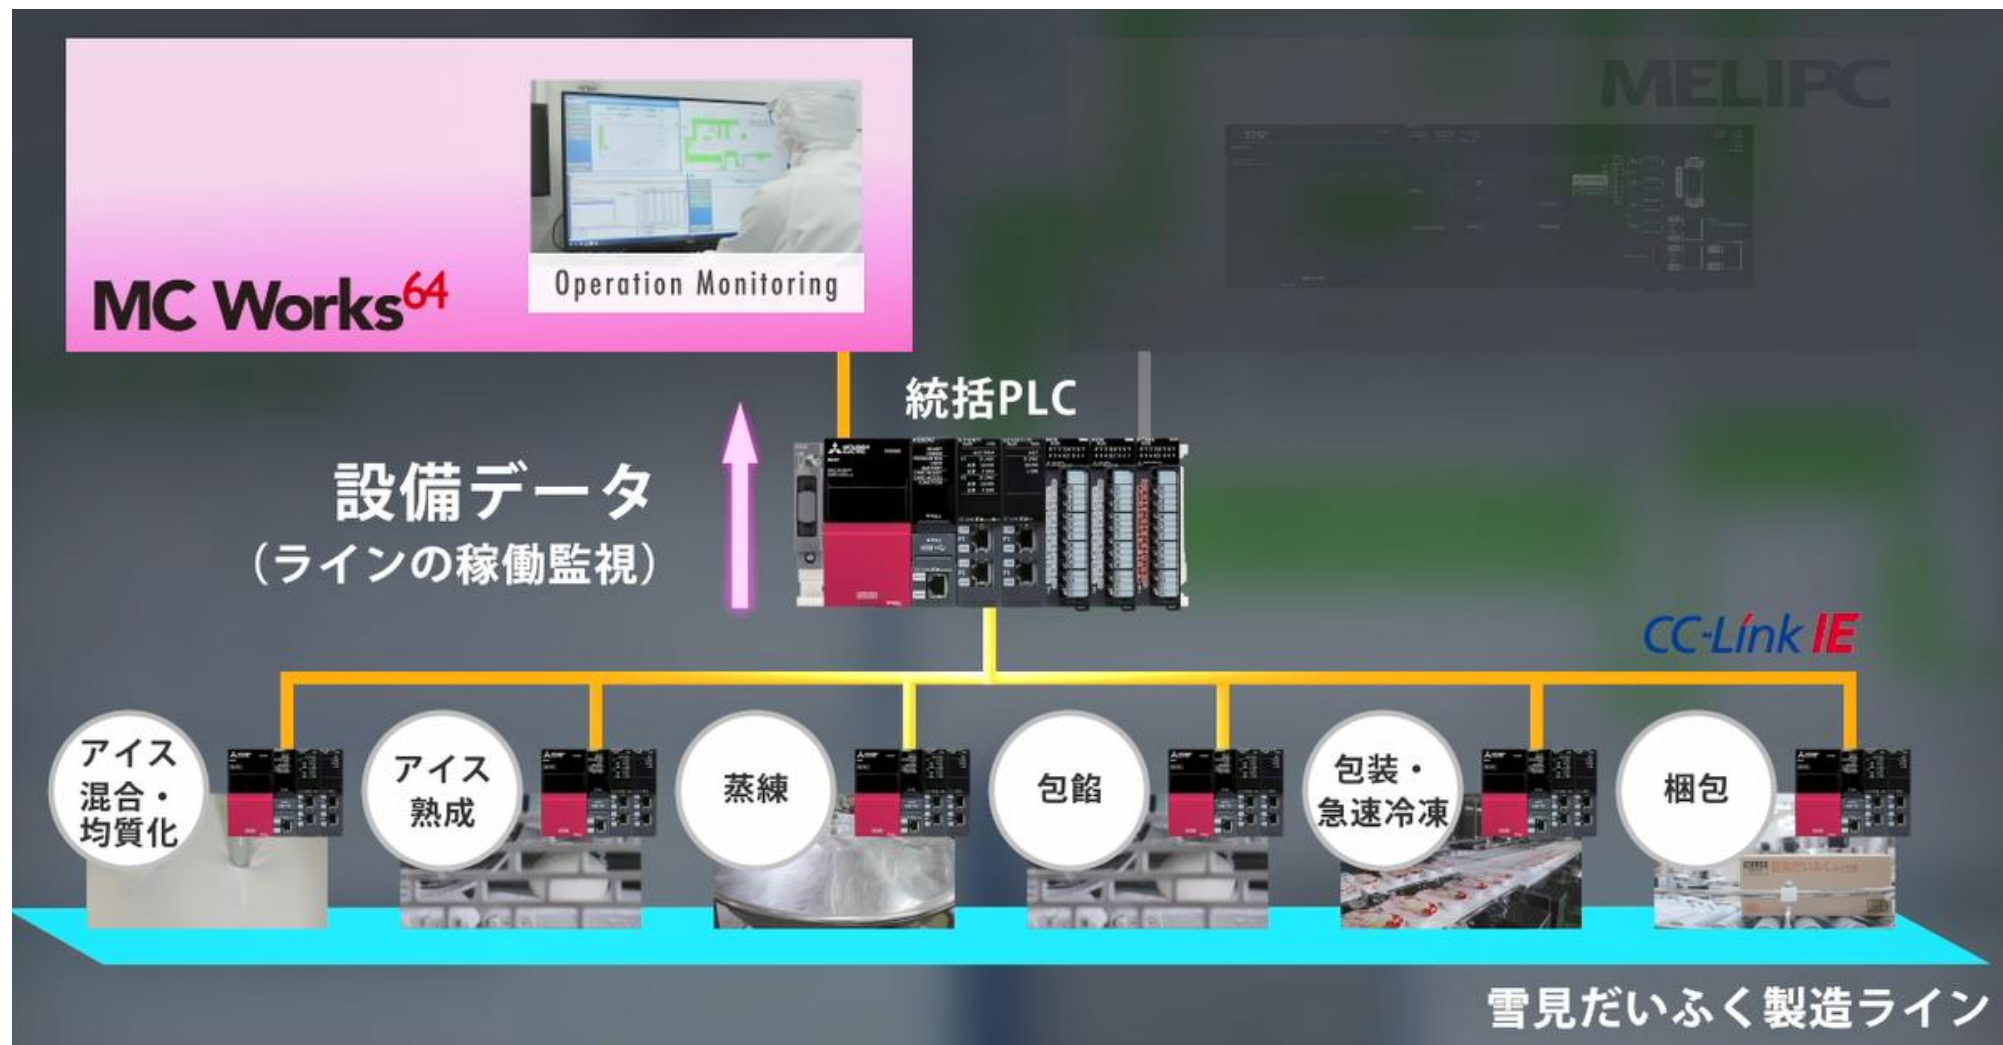 MELIPC
Operation Monitoring
MC Works64
統括PLC
設備データ
（ラインの稼働監視）
CC-Link IE
アイス
混合・
均質化
アイス
熟成
蒸練
包餡
包装・
急速冷凍
梱包
雪見だいふく製造ライン